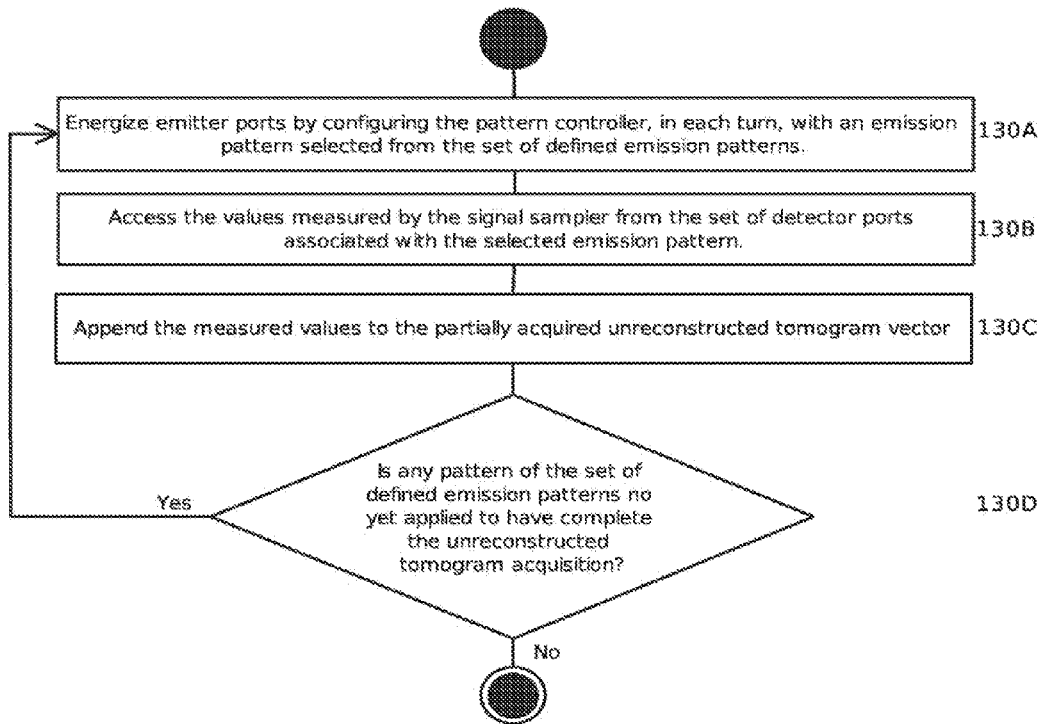 Energize emitter ports by configuring the pattern controller, in each turn, with an emission
pattern selected from the set of defined emission patterns.
130A
Access the values measured by the signal sampler from the set of detector ports
associated with the selected emission pattern.
130B
Append the measured values to the partially acquired unreconstructed tomogram vector
130C
Is any pattern of the set of
defined emission patterns no
yet applied to have complete
the unreconstructed
tomogram acquisition?
Yes
130D
No